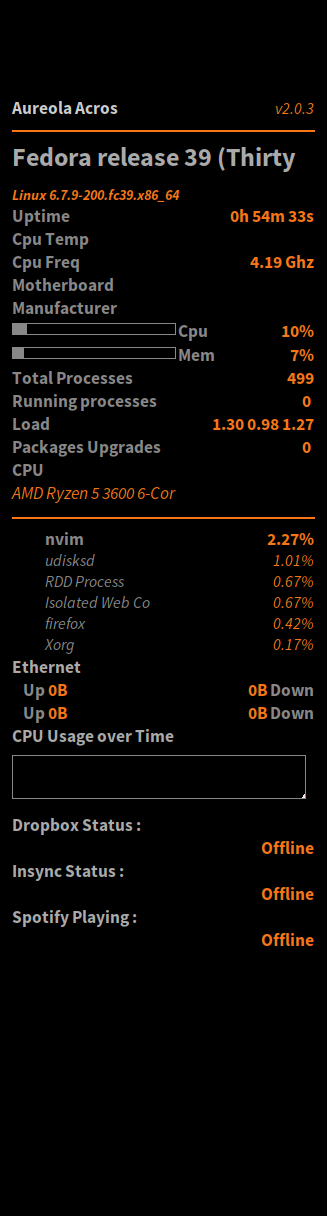 Aureola Acros v2.0.3
Fedora release 39 (Thirty
Linux 6.7.9-200.fc39.x86_64
Uptime 0h 54m 33s
Cpu Temp
Cpu Freq 4.19 Ghz
Motherboard
Manufacturer
Cpu 10%
Mem 7%
Total Processes 499
Running processes 0
Load 1.30 0.98 1.27
Packages Upgrades 0
CPU
AMD Ryzen 5 3600 6-Cor
nvim 2.27%
udisksd 1.01%
RDD Process 0.67%
Isolated Web Co 0.67%
firefox 0.42%
Xorg 0.17%
Ethernet
Up 0B 0B Down
Up 0B 0B Down
CPU Usage over Time
Dropbox Status :
Offline
Insync Status :
Offline
Spotify Playing :
Offline